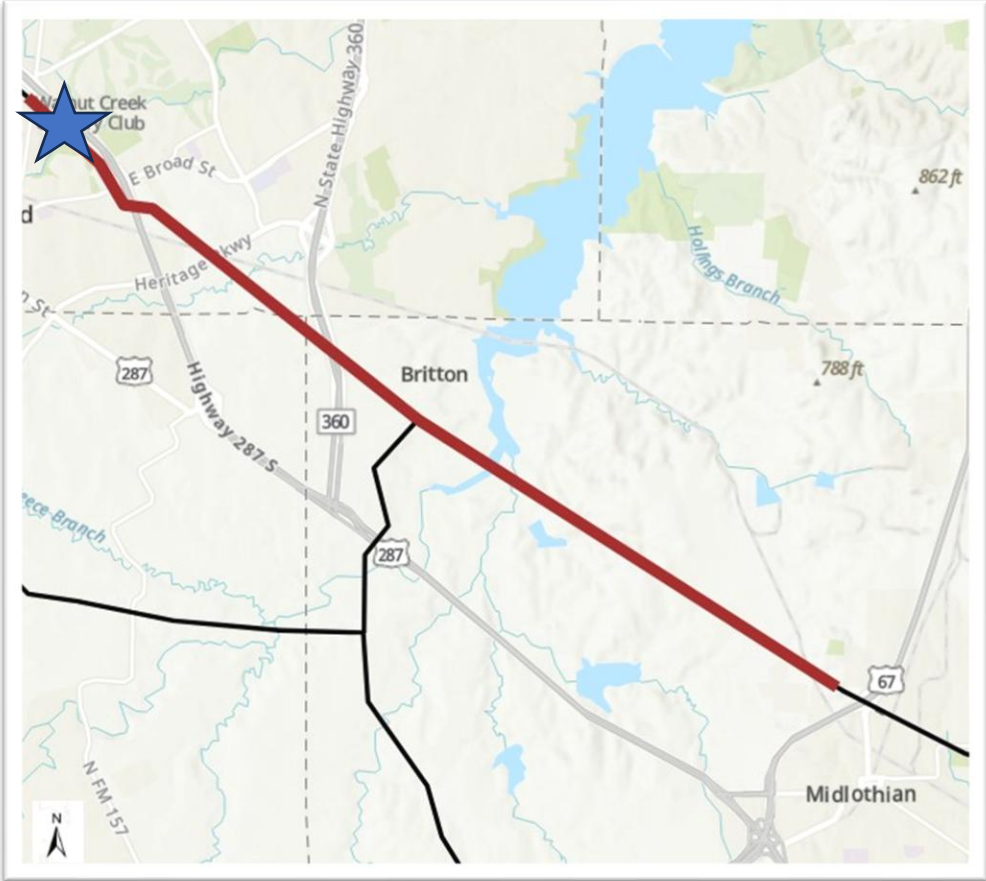 N State Highway 360
Walnut Creek
y Club
E Broad St
862 ft
d
Heritage Pkwy
Hollings Branch
n St
287
Britton
788 ft
Highway 287 S
360
eece Branch
287
67
N FM 157
Midlothian
N